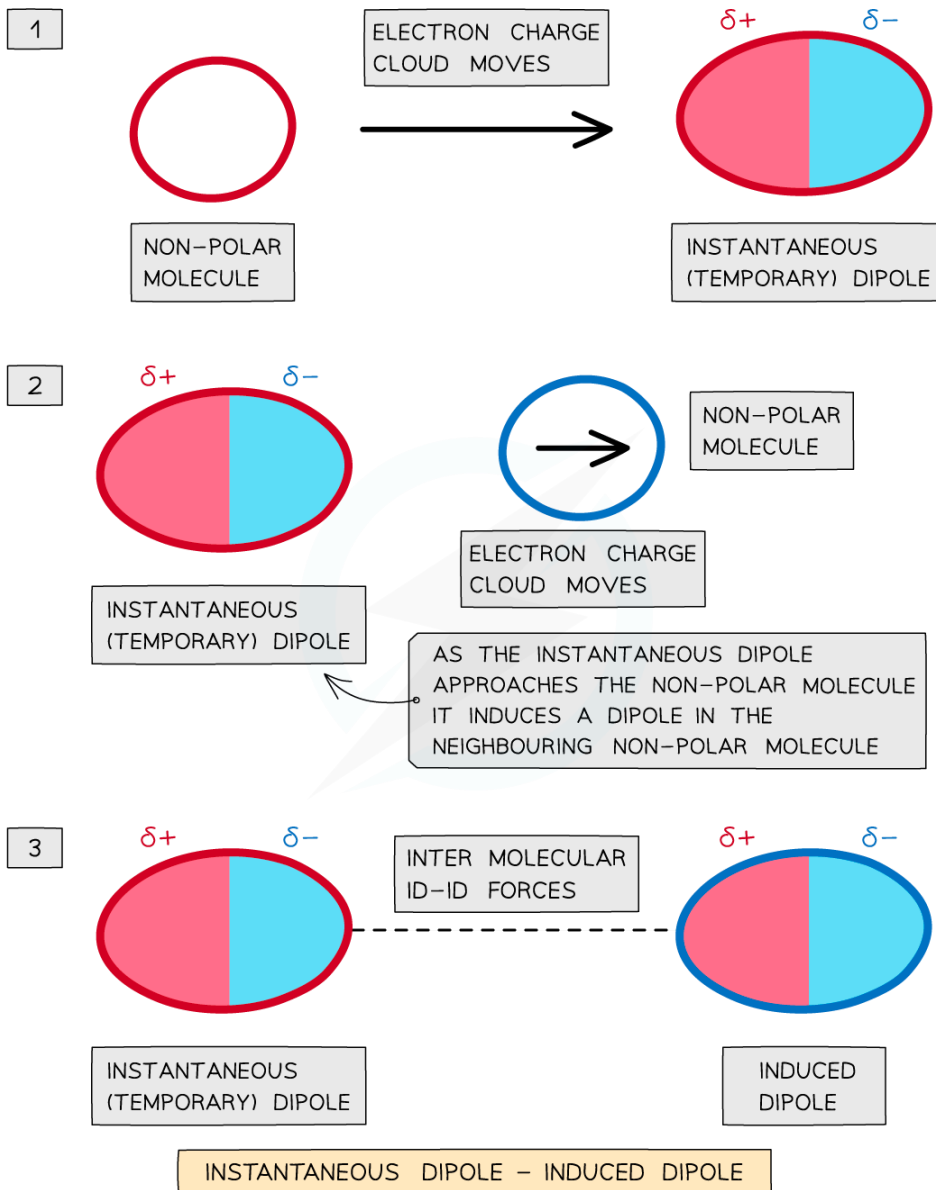 1
ELECTRON CHARGE
CLOUD MOVES
δ+
δ−
NON-POLAR
MOLECULE
INSTANTANEOUS
(TEMPORARY) DIPOLE
2
δ+
δ−
NON-POLAR
MOLECULE
ELECTRON CHARGE
CLOUD MOVES
INSTANTANEOUS
(TEMPORARY) DIPOLE
AS THE INSTANTANEOUS DIPOLE
APPROACHES THE NON-POLAR MOLECULE
IT INDUCES A DIPOLE IN THE
NEIGHBOURING NON-POLAR MOLECULE
3
δ+
δ−
INTER MOLECULAR
ID-ID FORCES
δ+
δ−
INSTANTANEOUS
(TEMPORARY) DIPOLE
INDUCED
DIPOLE
INSTANTANEOUS DIPOLE – INDUCED DIPOLE